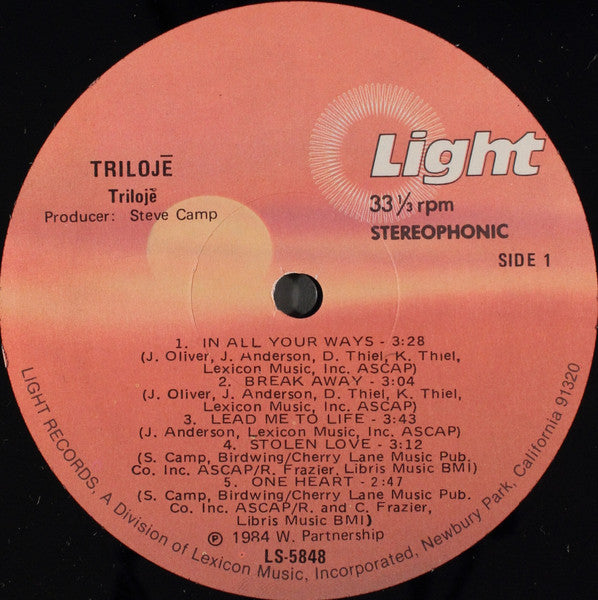 Light
TRILOJĒ
Trilojē
Producer: Steve Camp
33 ⅓ rpm
STEREOPHONIC
SIDE 1
1. IN ALL YOUR WAYS - 3:28
(J. Oliver, J. Anderson, D. Thiel, K. Thiel,
Lexicon Music, Inc. ASCAP)
2. BREAK AWAY - 3:04
(J. Oliver, J. Anderson, D. Thiel, K. Thiel,
Lexicon Music, Inc. ASCAP)
3. LEAD ME TO LIFE - 3:43
(J. Anderson, Lexicon Music, Inc. ASCAP)
4. STOLEN LOVE - 3:12
(S. Camp, Birdwing/Cherry Lane Music Pub.
Co. Inc. ASCAP/R. Frazier, Libris Music BMI)
5. ONE HEART - 2:47
(S. Camp, Birdwing/Cherry Lane Music Pub.
Co. Inc. ASCAP/R. and C. Frazier,
Libris Music BMI)
℗ 1984 W. Partnership
LS-5848
LIGHT RECORDS, A Division of Lexicon Music, Incorporated, Newbury Park, California 91320